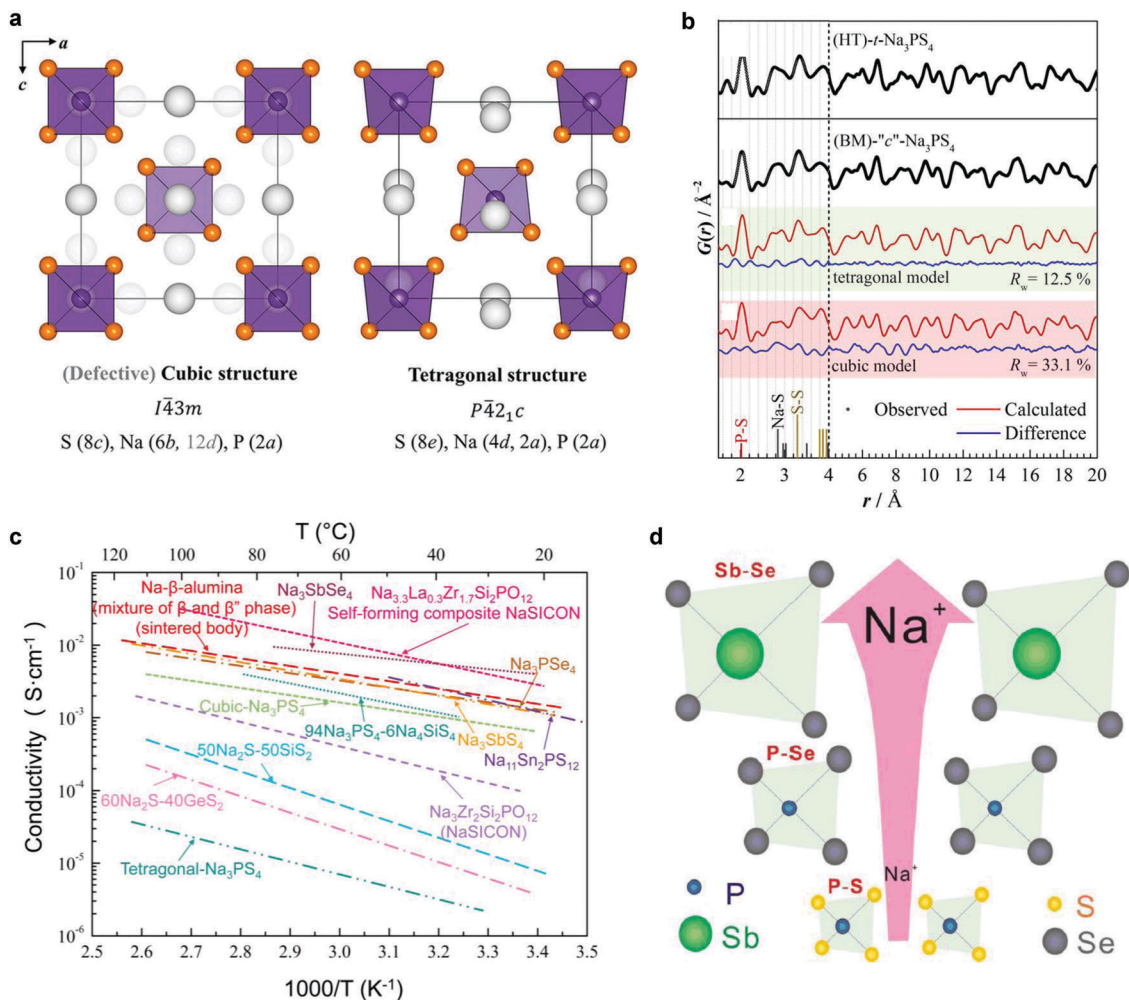 a
a
c
(Defective) Cubic structure
I4̅3m
S (8c), Na (6b, 12d), P (2a)
Tetragonal structure
P4̅2₁c
S (8e), Na (4d, 2a), P (2a)
b
G(r) / Å⁻²
(HT)-t-Na₃PS₄
(BM)-"c"-Na₃PS₄
tetragonal model R_w = 12.5 %
cubic model R_w = 33.1 %
P-S
Na-S
S-S
Observed
Calculated
Difference
2 3 4 6 8 10 12 14 16 18 20
r / Å
c
T (°C)
120 100 80 60 40 20
Conductivity ( S·cm⁻¹)
10⁻¹
10⁻²
10⁻³
10⁻⁴
10⁻⁵
10⁻⁶
Na-β-alumina
(mixture of β and β" phase)
(sintered body)
Na₃SbSe₄
Na₃.₃La₀.₃Zr₁.₇Si₂PO₁₂
Self-forming composite NaSICON
Na₃PSe₄
Cubic-Na₃PS₄
94Na₃PS₄-6Na₄SiS₄
Na₃SbS₄
Na₁₁Sn₂PS₁₂
50Na₂S-50SiS₂
60Na₂S-40GeS₂
Na₃Zr₂Si₂PO₁₂
(NaSICON)
Tetragonal-Na₃PS₄
2.5 2.6 2.7 2.8 2.9 3.0 3.1 3.2 3.3 3.4 3.5
1000/T (K⁻¹)
d
Sb-Se
Na⁺
P-Se
Na⁺
P-S
P
Sb
S
Se